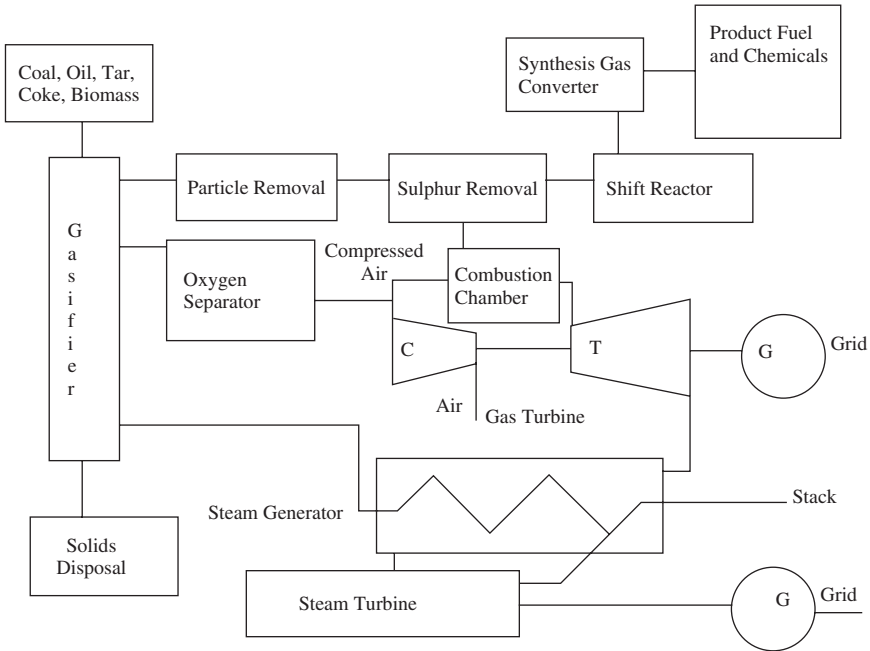 Product Fuel
and Chemicals
Synthesis Gas
Converter
Coal, Oil, Tar,
Coke, Biomass
Particle Removal
Sulphur Removal
Shift Reactor
Gasifier
Compressed
Air
Combustion
Chamber
Oxygen
Separator
C
T
G
Grid
Air
Gas Turbine
Steam Generator
Stack
Solids
Disposal
Steam Turbine
G
Grid